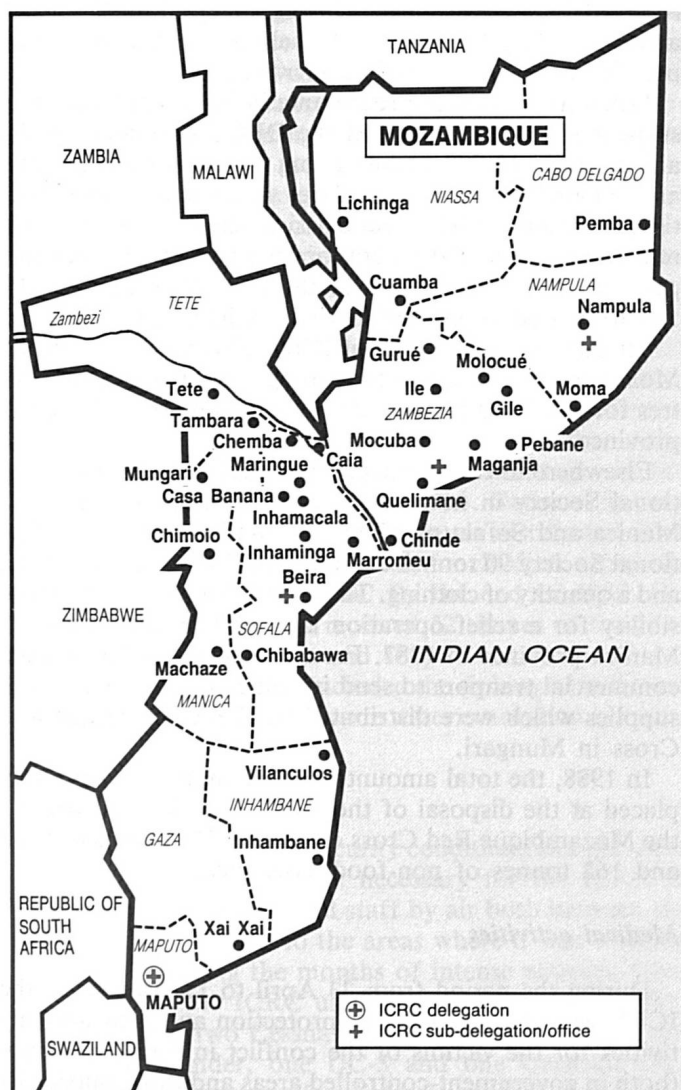 TANZANIA
MOZAMBIQUE
ZAMBIA
MALAWI
CABO DELGADO
NIASSA
Lichinga
Pemba
NAMPULA
Cuamba
TETE
Nampula
Zambezi
Gurué
Molocué
Tete
Ile
Gile
Moma
ZAMBEZIA
Tambara
Chemba
Mocuba
Pebane
Caia
Maringue
Maganja
Mungari
Casa Banana
Quelimane
Inhamacala
Chimoio
Inhaminga
Chinde
Marromeu
Beira
ZIMBABWE
SOFALA
Machaze
Chibabawa
INDIAN OCEAN
MANICA
Vilanculos
INHAMBANE
GAZA
Inhambane
REPUBLIC OF
SOUTH
AFRICA
Xai Xai
MAPUTO
MAPUTO
SWAZILAND
ICRC delegation
ICRC sub-delegation/office